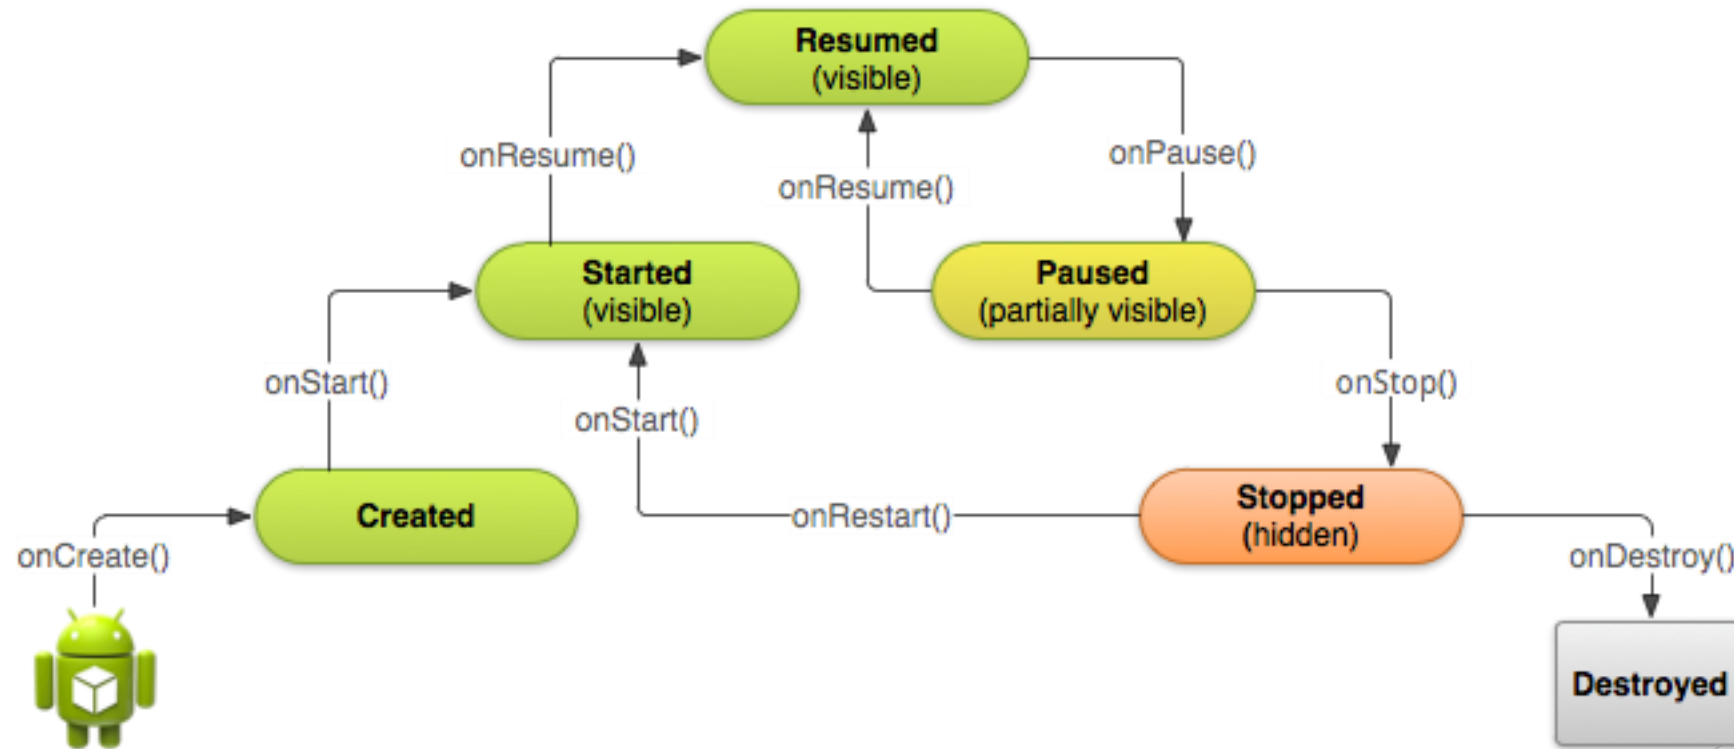 Resumed
(visible)
onResume()
onPause()
onResume()
Started
(visible)
Paused
(partially visible)
onStart()
onStart()
onStop()
Created
onRestart()
Stopped
(hidden)
onCreate()
onDestroy()
Destroyed